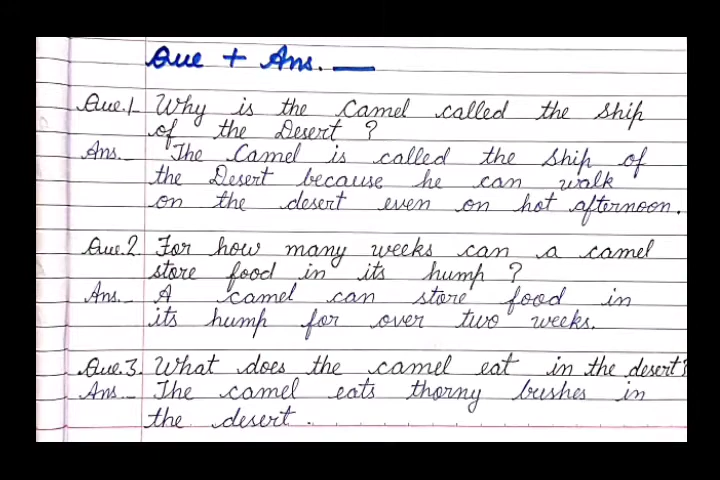 Que + Ans. —
Que.1 Why is the Camel called the Ship
of the Desert ?
Ans. - The Camel is called the Ship of
the Desert because he can walk
on the desert even on hot afternoon.
Que.2. For how many weeks can a camel
store food in its hump ?
Ans. - A camel can store food in
its hump for over two weeks.
Que.3. What does the camel eat in the desert?
Ans. - The camel eats thorny bushes in
the desert.